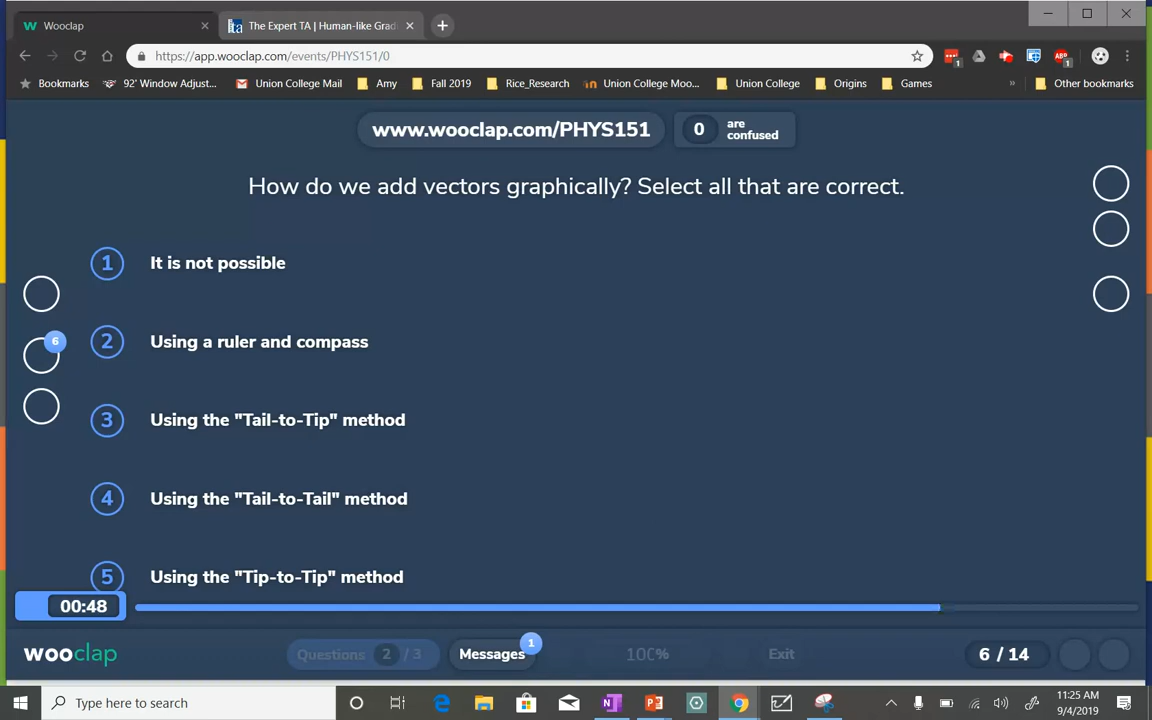 Wooclap
The Expert TA | Human-like Grad
https://app.wooclap.com/events/PHYS151/0
1
1
Bookmarks
92' Window Adjust...
Union College Mail
Amy
Fall 2019
Rice_Research
Union College Moo...
Union College
Origins
Games
»
Other bookmarks
www.wooclap.com/PHYS151
0 are confused
How do we add vectors graphically? Select all that are correct.
1 It is not possible
2 Using a ruler and compass
6
3 Using the "Tail-to-Tip" method
4 Using the "Tail-to-Tail" method
5 Using the "Tip-to-Tip" method
00:48
wooclap
Questions 2 / 3
Messages 1
100%
Exit
6 / 14
Type here to search
11:25 AM
9/4/2019